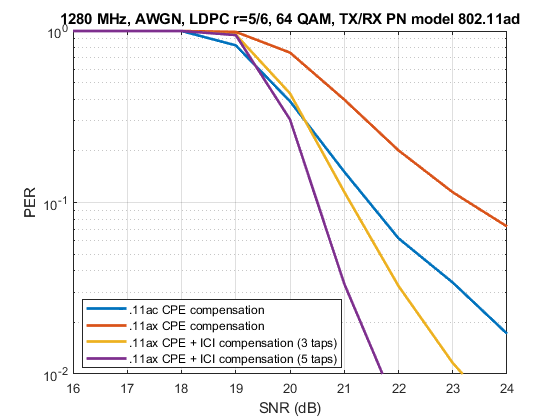 1280 MHz, AWGN, LDPC r=5/6, 64 QAM, TX/RX PN model 802.11ad
10^0
10^-1
10^-2
PER
.11ac CPE compensation
.11ax CPE compensation
.11ax CPE + ICI compensation (3 taps)
.11ax CPE + ICI compensation (5 taps)
16 17 18 19 20 21 22 23 24
SNR (dB)